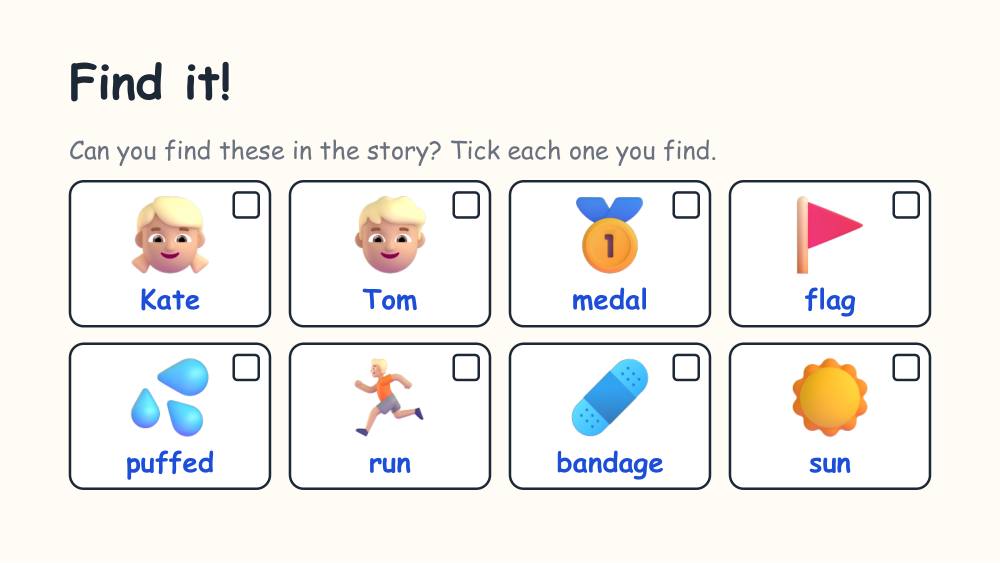 Find it!
Can you find these in the story? Tick each one you find.
Kate
Tom
1
medal
flag
puffed
run
bandage
sun